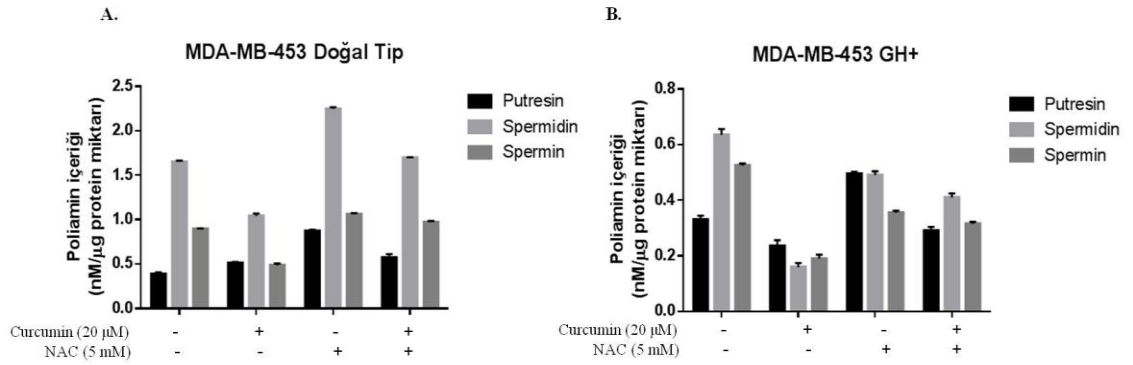 A.
MDA-MB-453 Doğal Tip
Poliamin içeriği
(nM/µg protein miktarı)
2.5
2.0
1.5
1.0
0.5
0.0
Putresin
Spermidin
Spermin
Curcumin (20 µM) - + - +
NAC (5 mM) - - + +
B.
MDA-MB-453 GH+
Poliamin içeriği
(nM/µg protein miktarı)
0.8
0.6
0.4
0.2
0.0
Putresin
Spermidin
Spermin
Curcumin (20 µM) - + - +
NAC (5 mM) - - + +